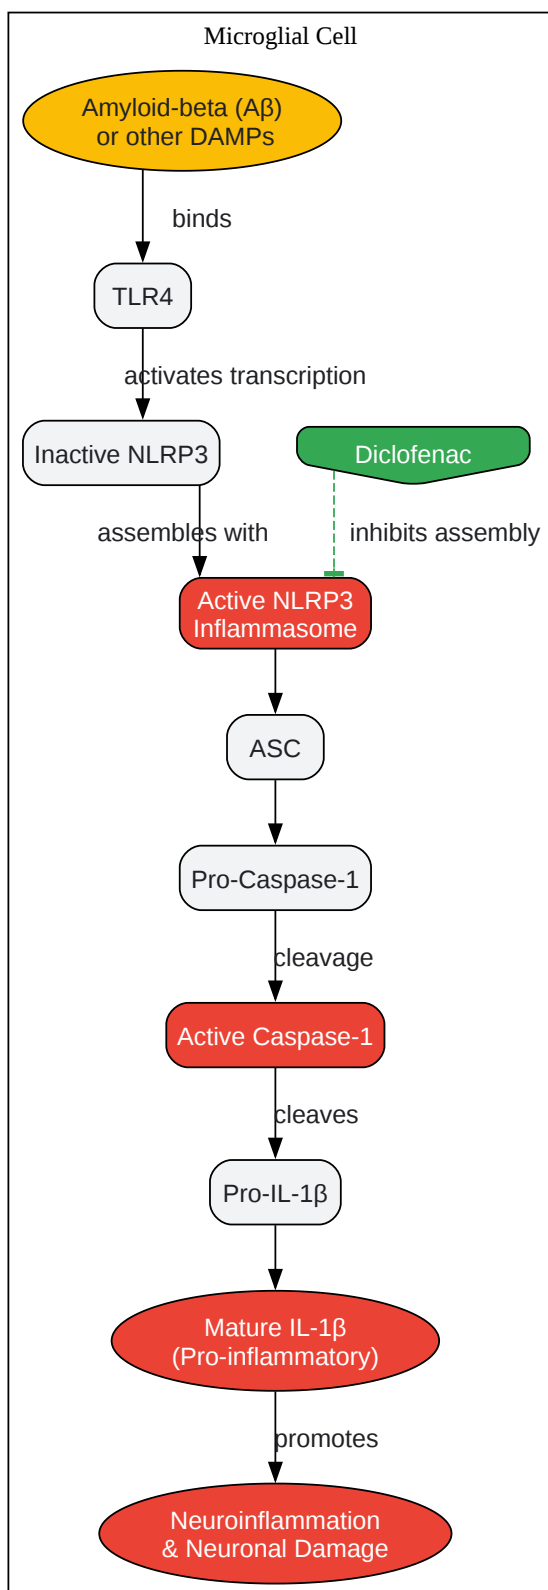 Microglial Cell
Amyloid-beta (Aβ)
or other DAMPs
binds
TLR4
activates transcription
Inactive NLRP3
Diclofenac
assembles with
inhibits assembly
Active NLRP3
Inflammasome
ASC
Pro-Caspase-1
cleavage
Active Caspase-1
cleaves
Pro-IL-1β
Mature IL-1β
(Pro-inflammatory)
promotes
Neuroinflammation
& Neuronal Damage